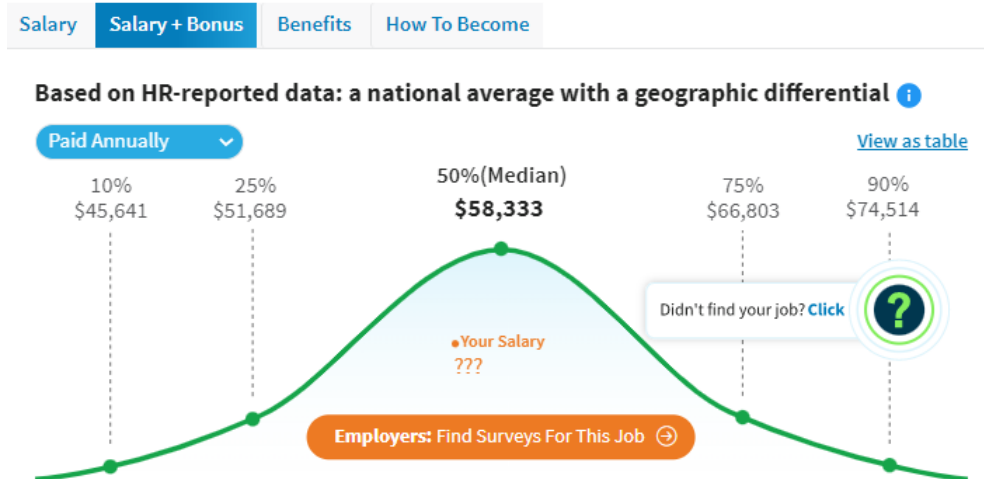 Salary Salary + Bonus Benefits How To Become
Based on HR-reported data: a national average with a geographic differential i
Paid Annually
View as table
10%
$45,641
25%
$51,689
50%(Median)
$58,333
75%
$66,803
90%
$74,514
Didn't find your job? Click
?
Your Salary
???
Employers: Find Surveys For This Job